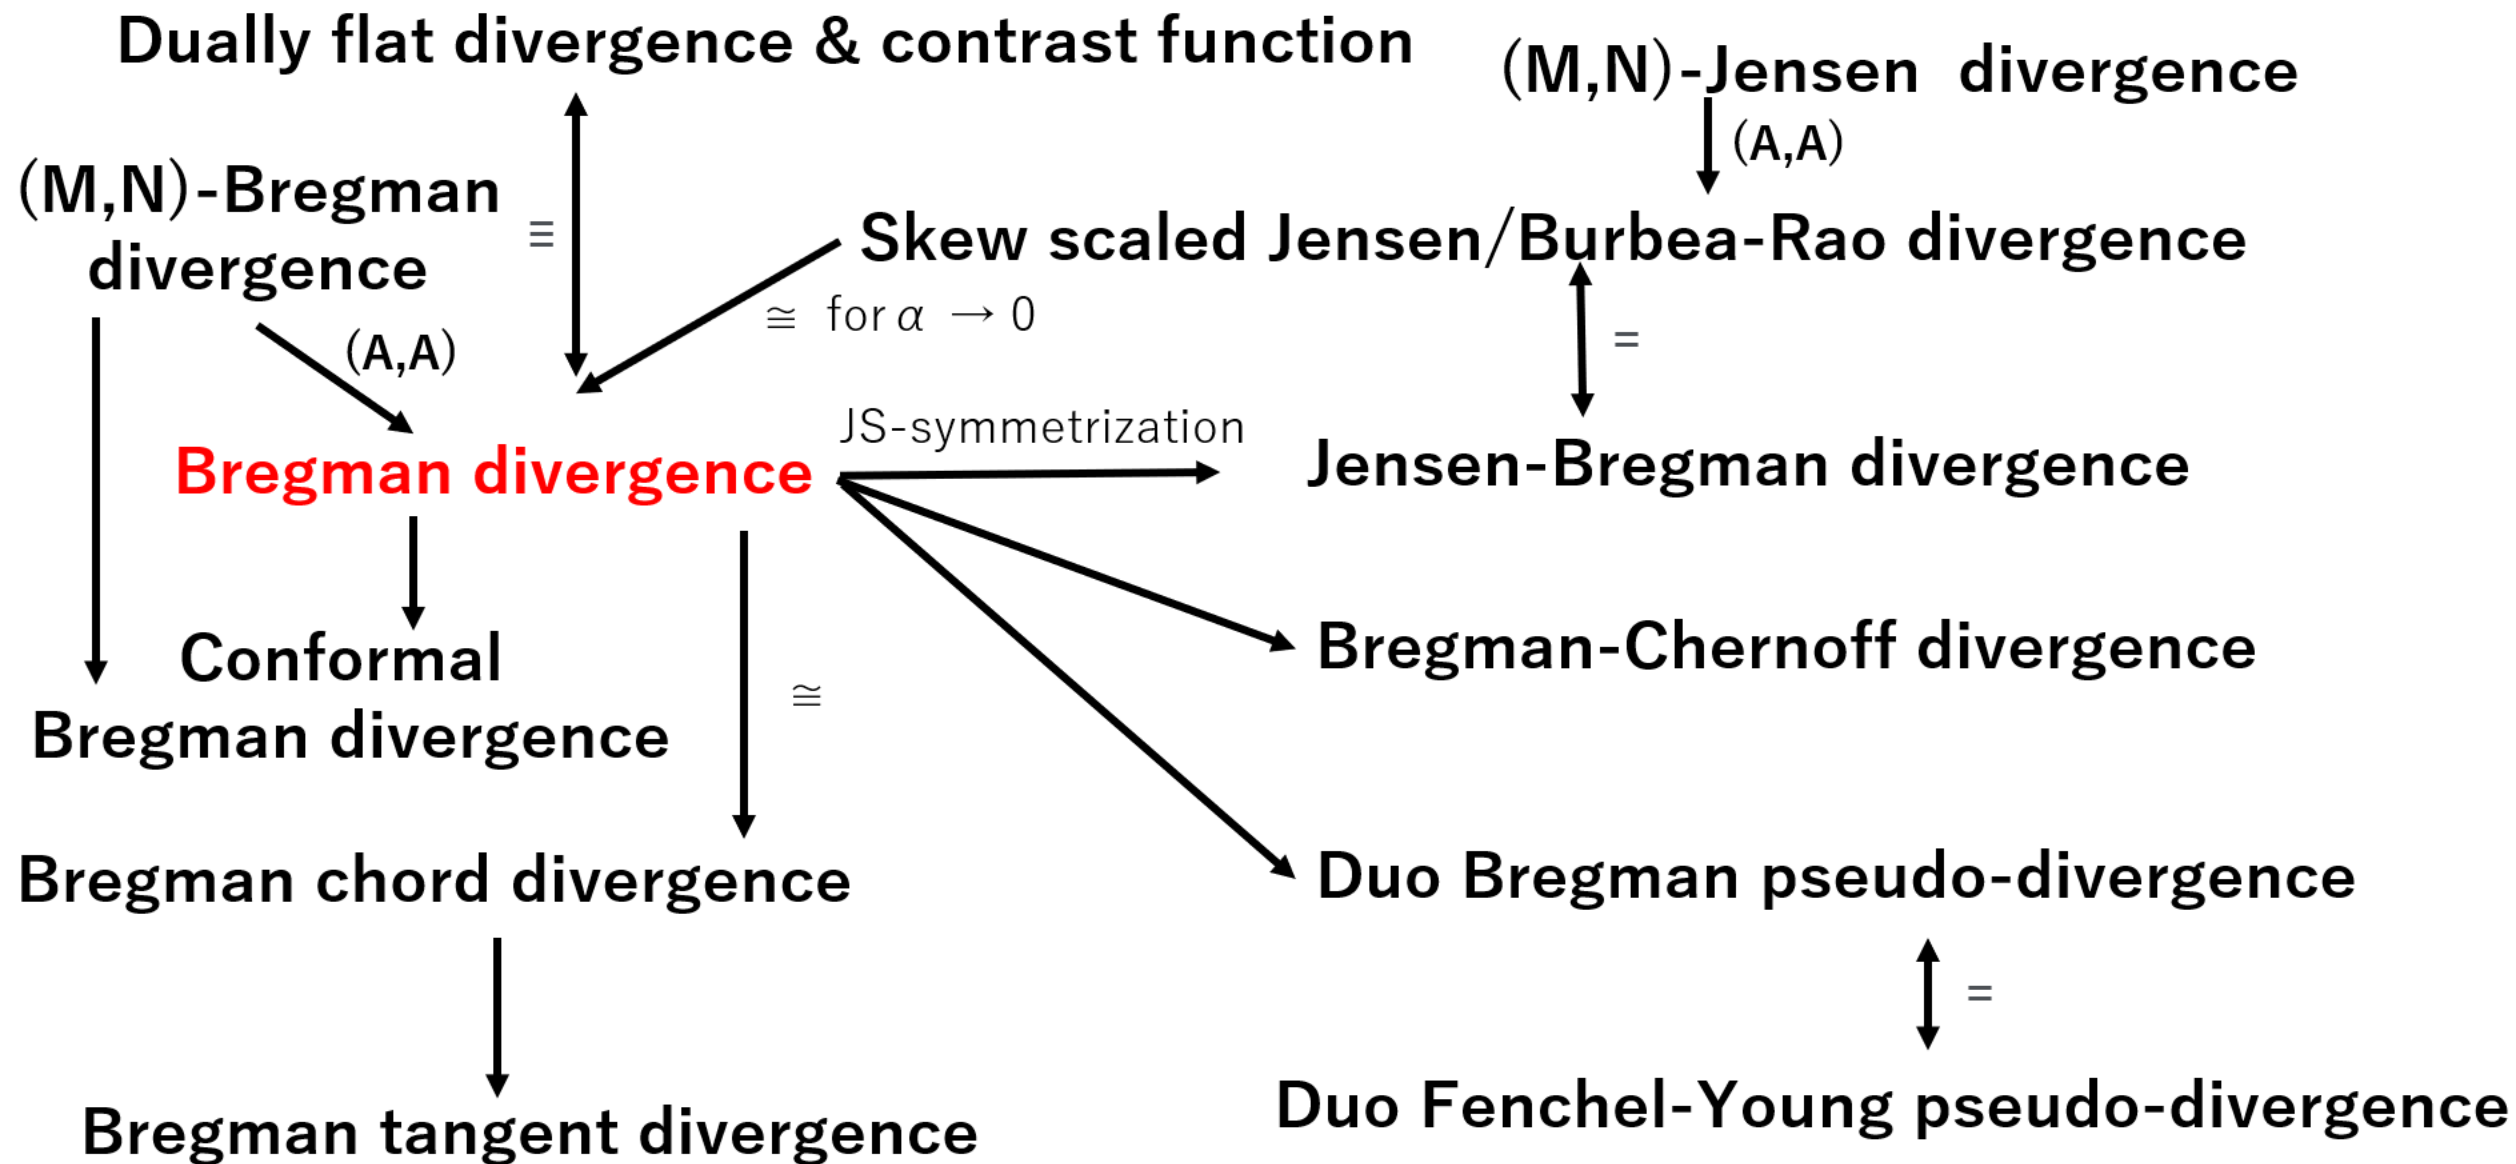 Dually flat divergence & contrast function
(M,N)-Jensen divergence
(A,A)
(M,N)-Bregman
divergence
≡
Skew scaled Jensen/Burbea-Rao divergence
≅ for α → 0
=
(A,A)
JS-symmetrization
Bregman divergence
Jensen-Bregman divergence
Conformal
Bregman divergence
≅
Bregman-Chernoff divergence
Bregman chord divergence
Duo Bregman pseudo-divergence
=
Bregman tangent divergence
Duo Fenchel-Young pseudo-divergence